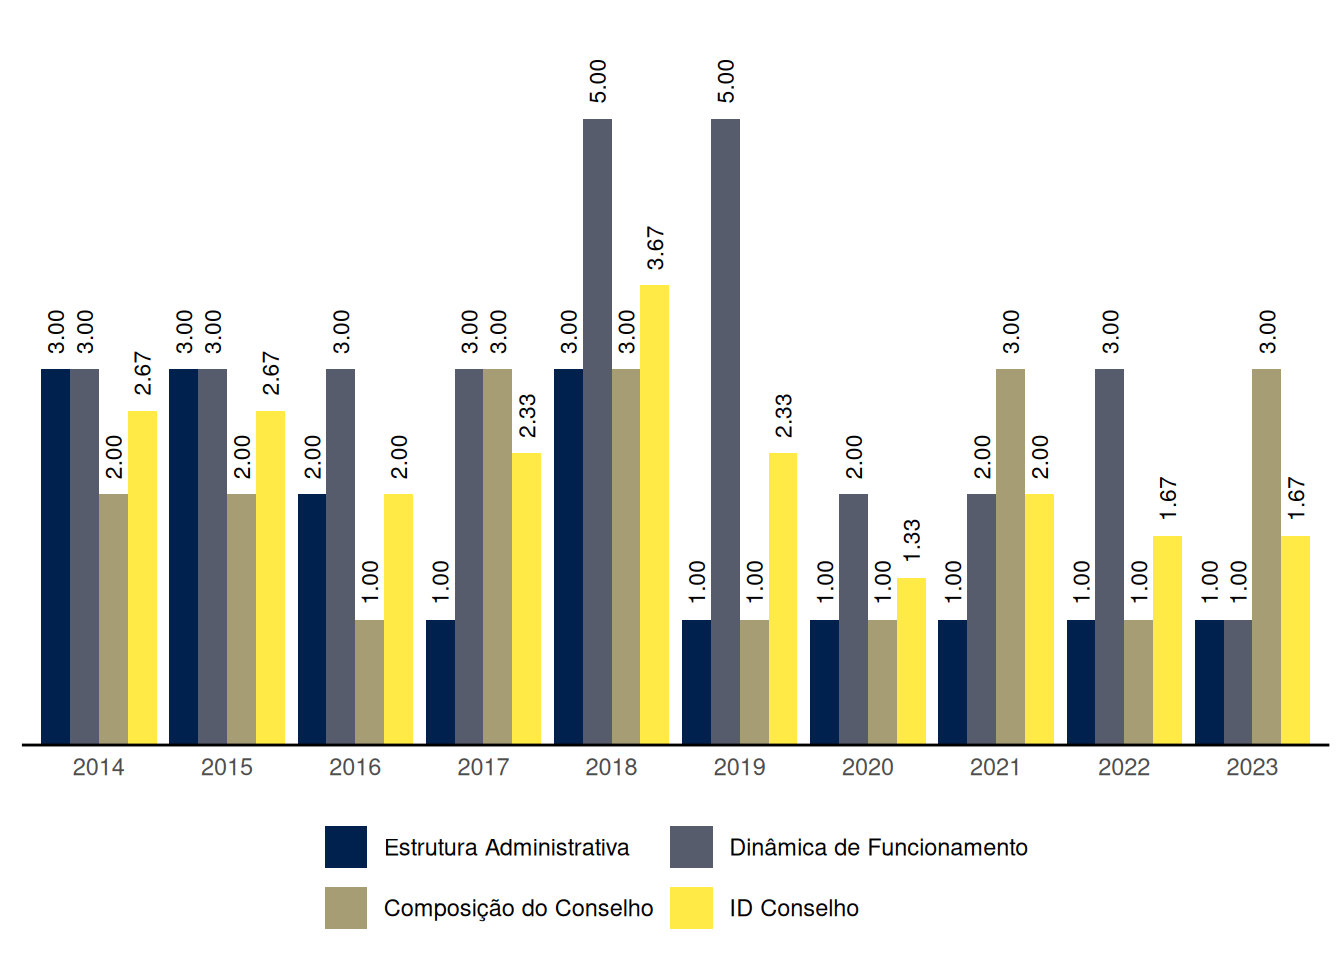 5.00 5.00
3.67
3.00 3.00 3.00 3.00 3.00 3.00 3.00 3.00 3.00 3.00 3.00 3.00
2.67 2.67
2.33 2.33
2.00 2.00 2.00 2.00 2.00 2.00 2.00
1.67 1.67
1.33
1.00 1.00 1.00 1.00 1.00 1.00 1.00 1.00 1.00 1.00 1.00
2014 2015 2016 2017 2018 2019 2020 2021 2022 2023
Estrutura Administrativa Dinâmica de Funcionamento
Composição do Conselho ID Conselho